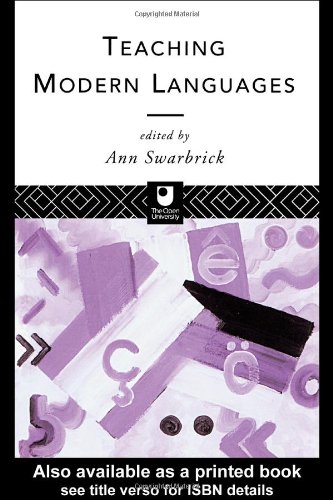 TEACHING
MODERN LANGUAGES
edited by
Ann Swarbrick
The Open
University
ê
»
Ç
ö
Also available as a printed book
see title verso for ISBN details